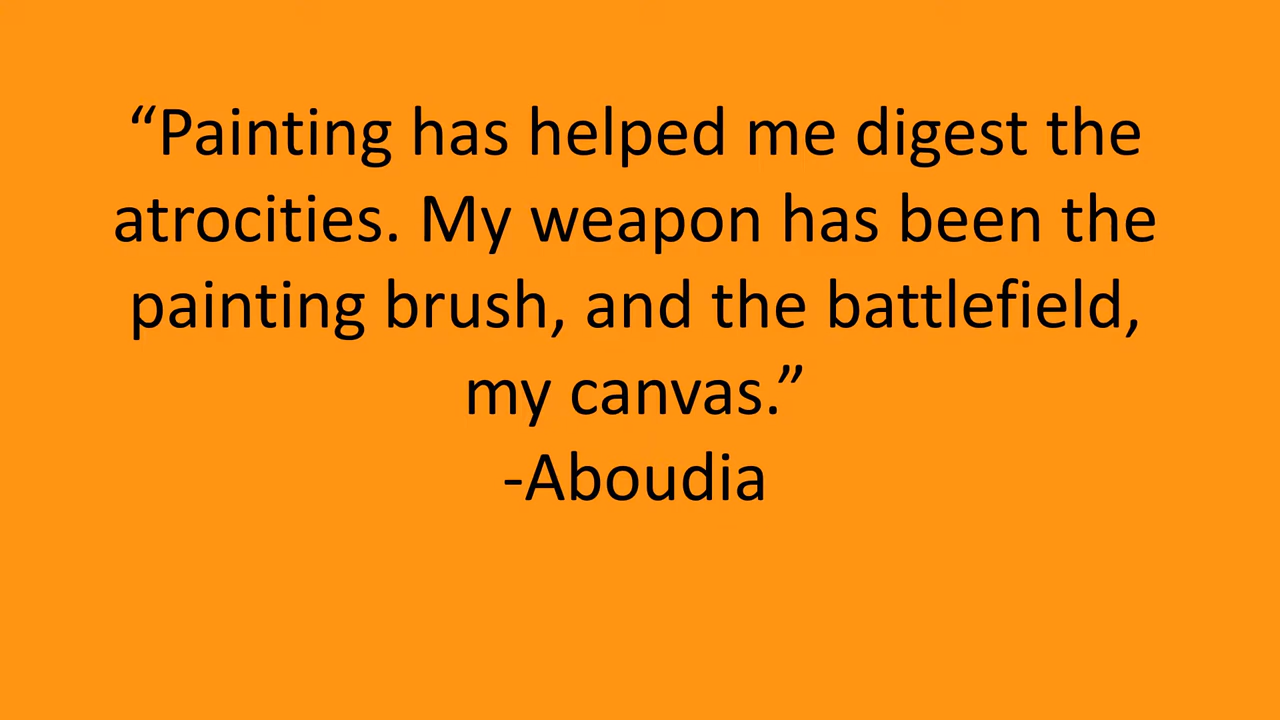 “Painting has helped me digest the
atrocities. My weapon has been the
painting brush, and the battlefield,
my canvas.”
-Aboudia